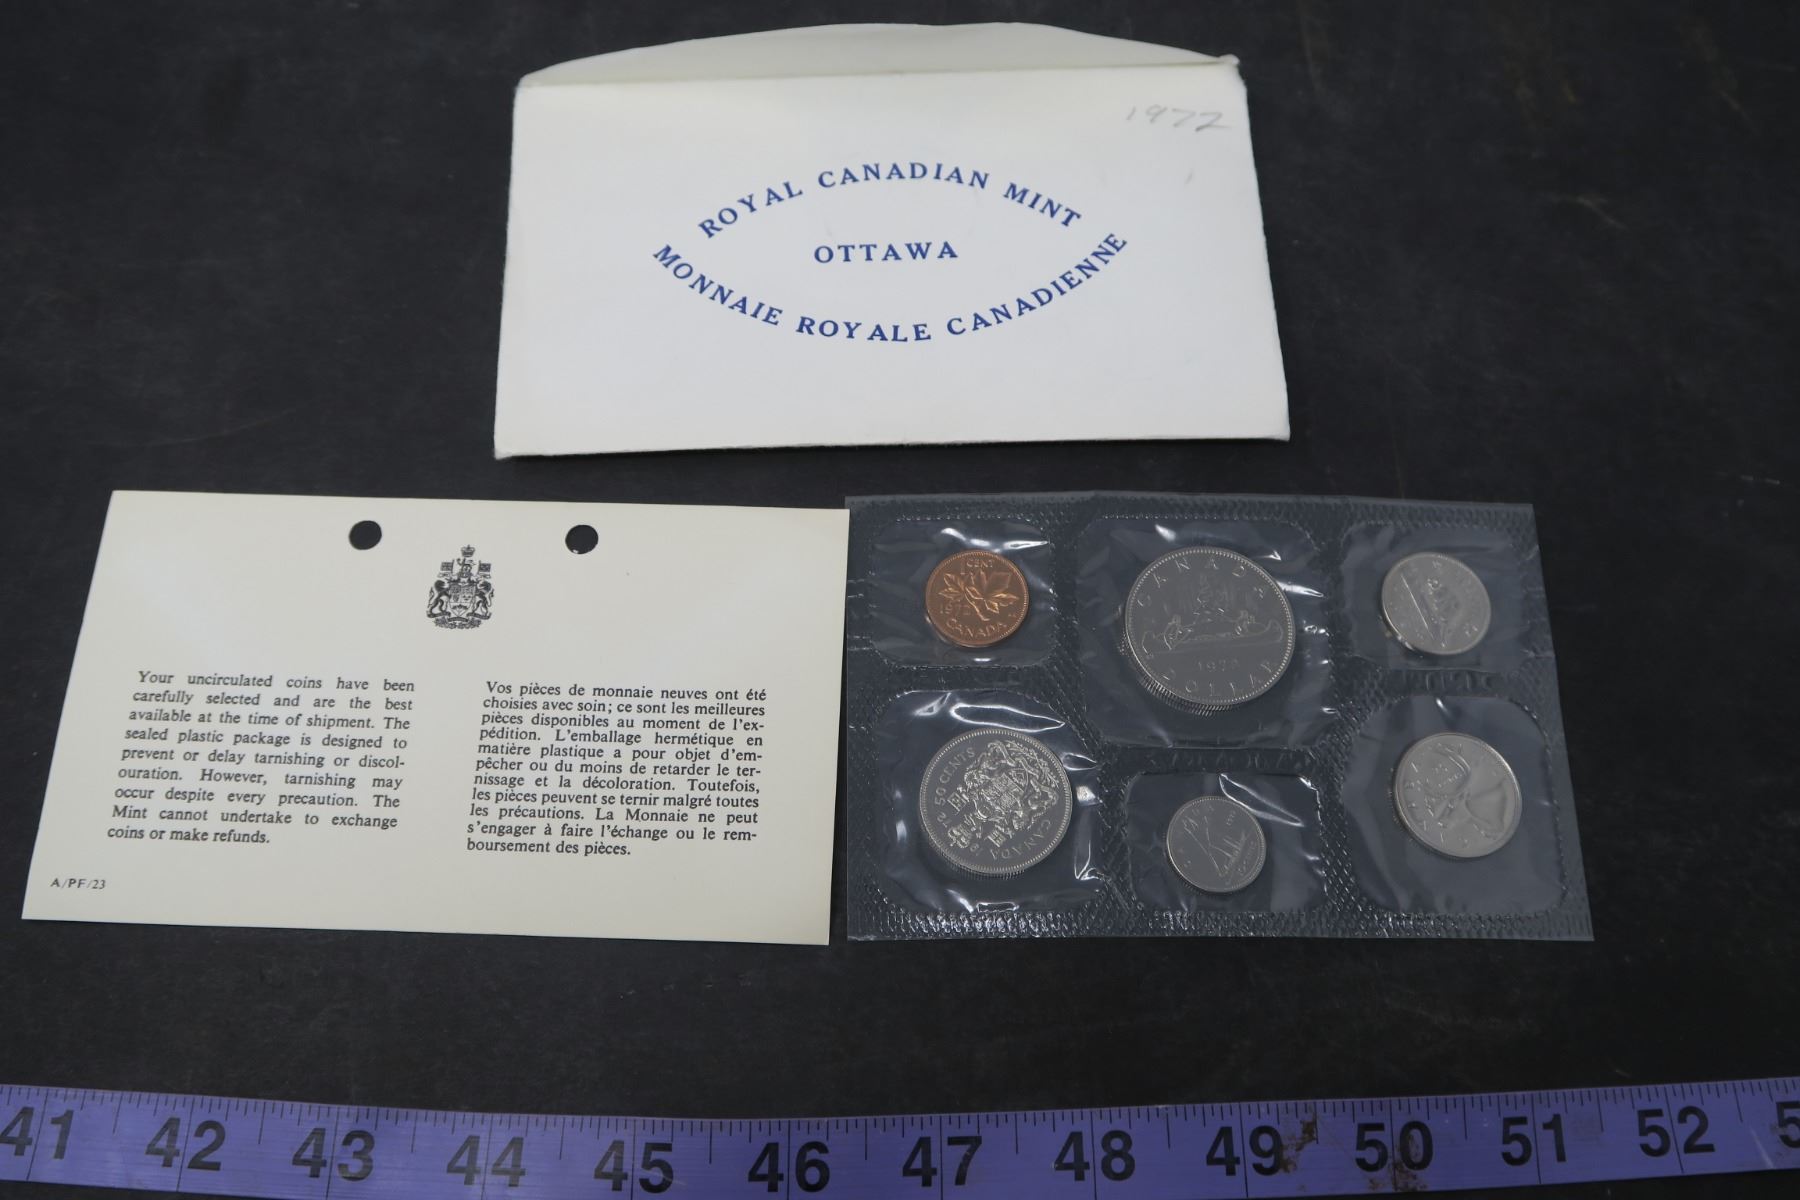 1972
ROYAL CANADIAN MINT
OTTAWA
MONNAIE ROYALE CANADIENNE
Your uncirculated coins have been
carefully selected and are the best
available at the time of shipment. The
sealed plastic package is designed to
prevent or delay tarnishing or discol-
ouration. However, tarnishing may
occur despite every precaution. The
Mint cannot undertake to exchange
coins or make refunds.
A/PF/23
Vos pièces de monnaie neuves ont été
choisies avec soin; ce sont les meilleures
pièces disponibles au moment de l'ex-
pédition. L'emballage hermétique en
matière plastique a pour objet d'em-
pêcher ou du moins de retarder le ter-
nissage et la décoloration. Toutefois,
les pièces peuvent se ternir malgré toutes
les précautions. La Monnaie ne peut
s'engager à faire l'échange ou le rem-
boursement des pièces.
1 CENT
1972
CANADA
CANADA
1972
DOLLAR
50 CENTS
CANADA
41 42 43 44 45 46 47 48 49 50 51 52